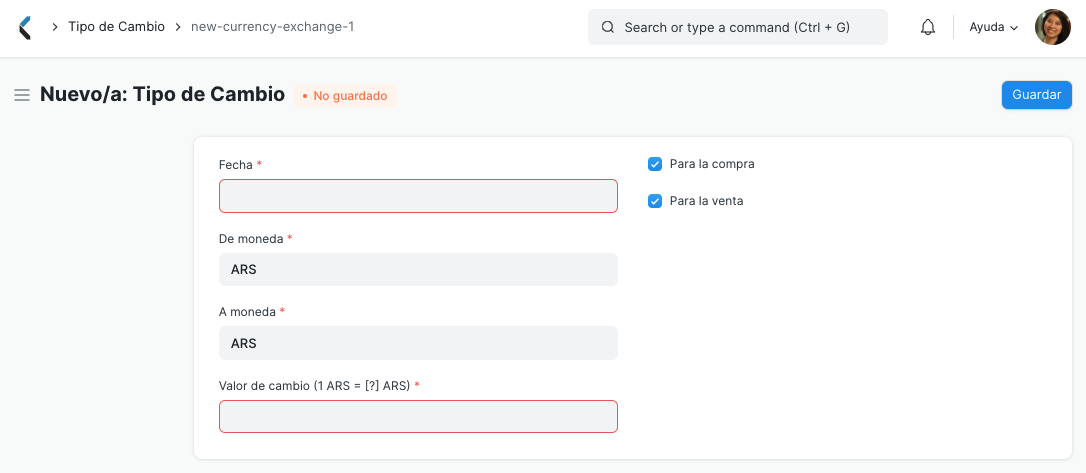 Tipo de Cambio
new-currency-exchange-1
Search or type a command (Ctrl + G)
Ayuda
Nuevo/a: Tipo de Cambio
No guardado
Guardar
Fecha *
Para la compra
Para la venta
De moneda *
ARS
A moneda *
ARS
Valor de cambio (1 ARS = [?] ARS) *